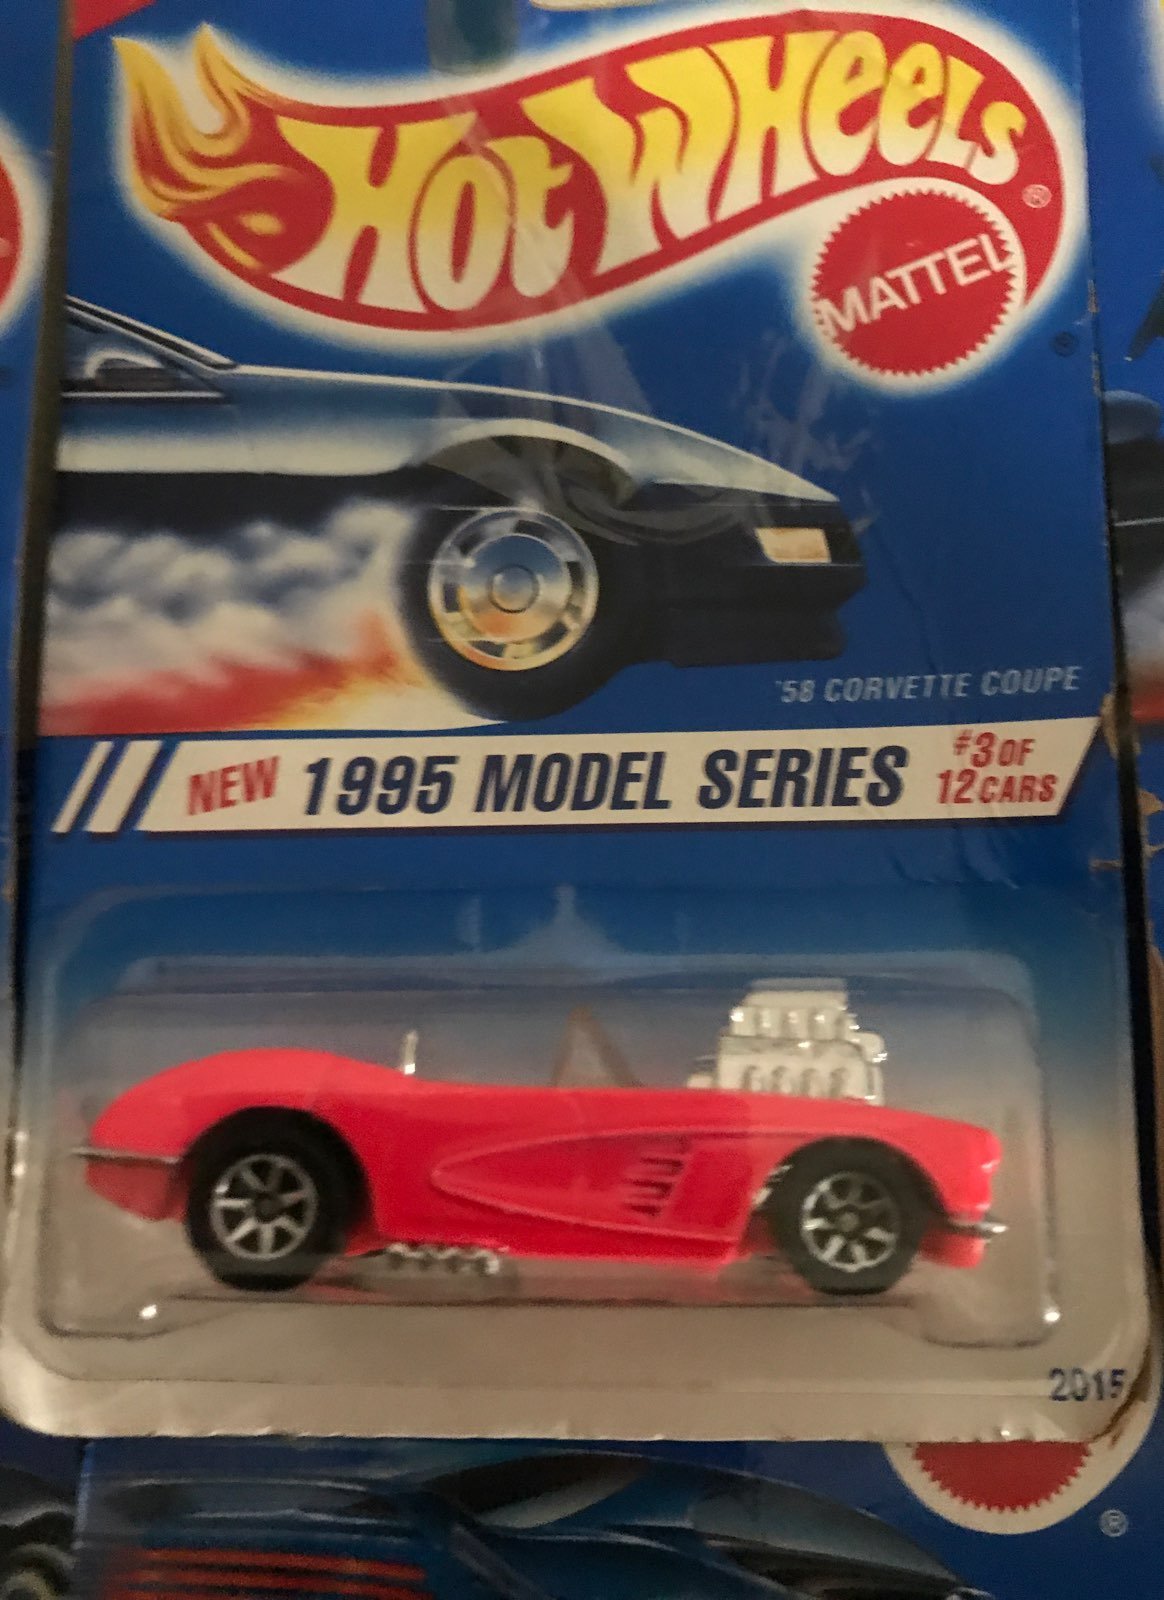 HOT WHEELS ®
MATTEL
'58 CORVETTE COUPE
NEW 1995 MODEL SERIES #3 OF
12 CARS
2015
®